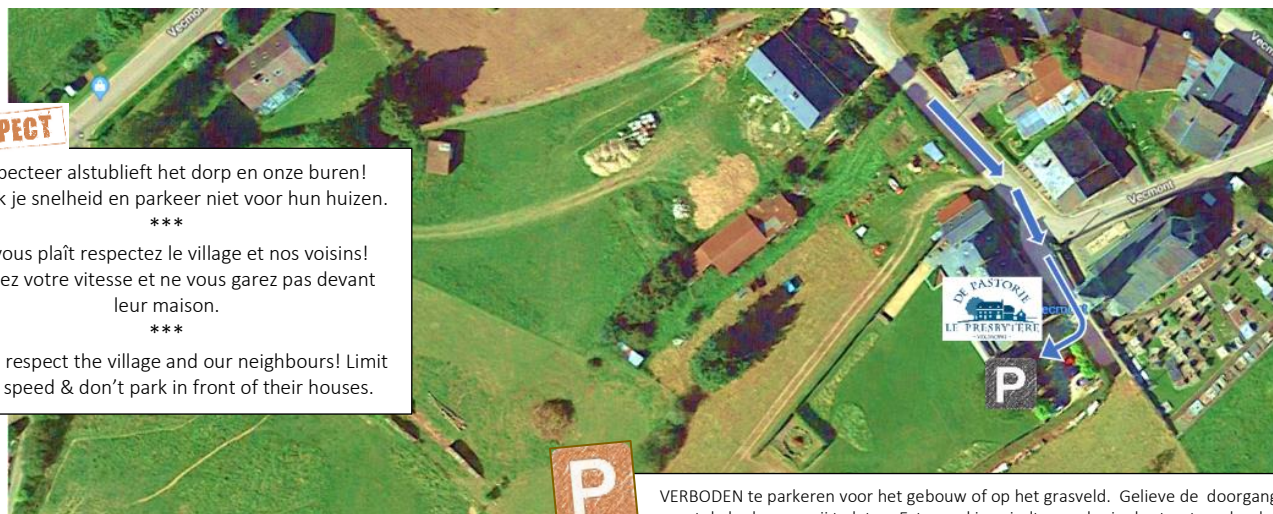 Vecmont
PECT
pecteer alstublieft het dorp en onze buren!
k je snelheid en parkeer niet voor hun huizen.
***
vous plaît respectez le village et nos voisins!
ez votre vitesse et ne vous garez pas devant
leur maison.
***
respect the village and our neighbours! Limit
speed & don't park in front of their houses.
Vecmont
DE PASTORIE
LE PRESBYTERE
ecmont
P
P
VERBODEN te parkeren voor het gebouw of op het grasveld. Gelieve de doorgang